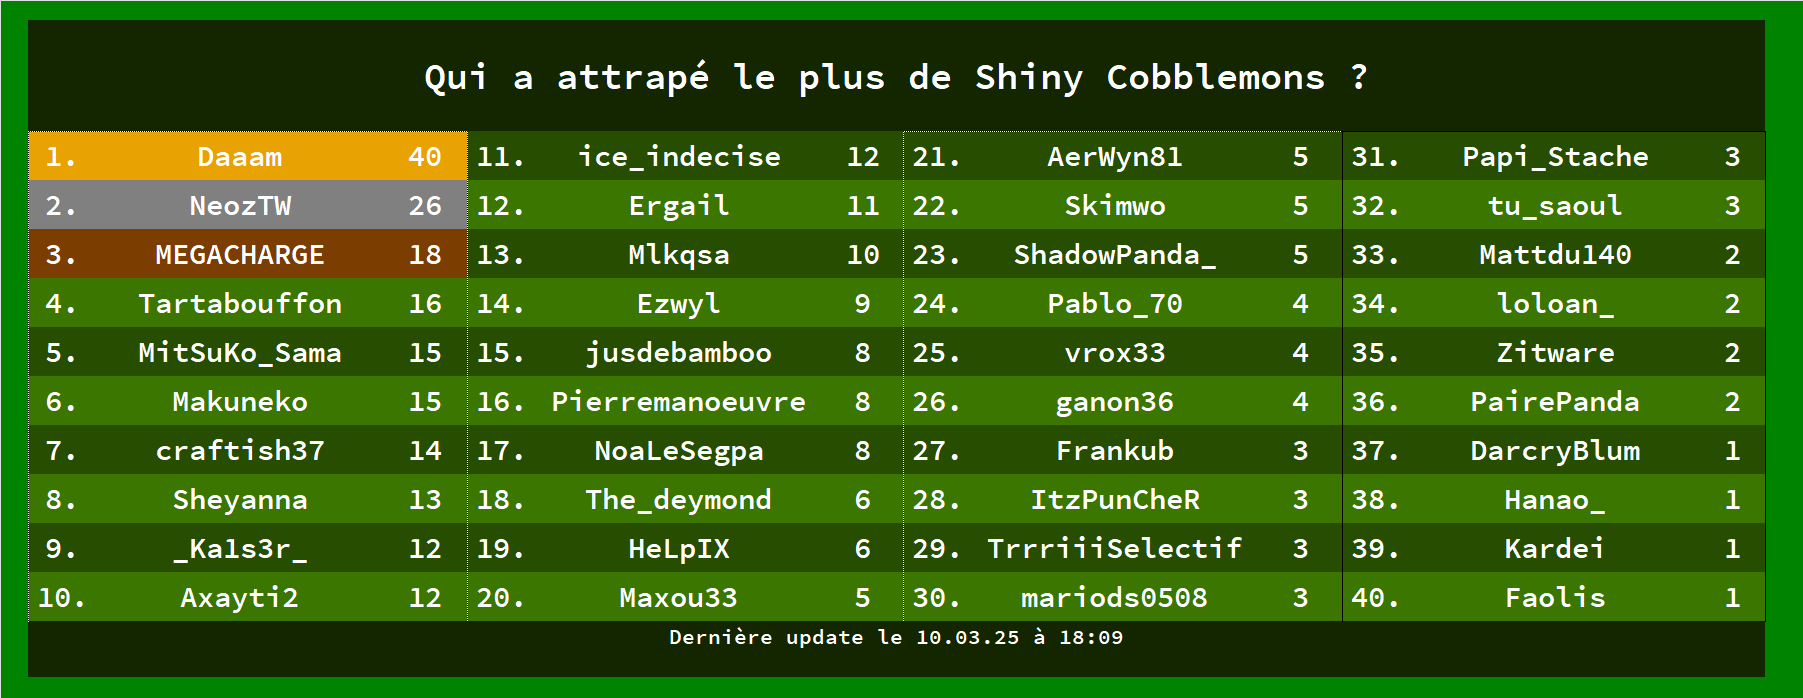 Qui a attrapé le plus de Shiny Cobblemons ?
1. Daaam 40
2. NeozTW 26
3. MEGACHARGE 18
4. Tartabouffon 16
5. MitSuKo_Sama 15
6. Makuneko 15
7. craftish37 14
8. Sheyanna 13
9. _Ka1s3r_ 12
10. Axayti2 12
11. ice_indecise 12
12. Ergail 11
13. Mlkqsa 10
14. Ezwyl 9
15. jusdebamboo 8
16. Pierremanoeuvre 8
17. NoaLeSegpa 8
18. The_deymond 6
19. HeLpIX 6
20. Maxou33 5
21. AerWyn81 5
22. Skimwo 5
23. ShadowPanda_ 5
24. Pablo_70 4
25. vrox33 4
26. ganon36 4
27. Frankub 3
28. ItzPunCheR 3
29. TrrriiiSelectif 3
30. mariods0508 3
31. Papi_Stache 3
32. tu_saoul 3
33. Mattdu140 2
34. loloan_ 2
35. Zitware 2
36. PairePanda 2
37. DarcryBlum 1
38. Hanao_ 1
39. Kardei 1
40. Faolis 1
Dernière update le 10.03.25 à 18:09